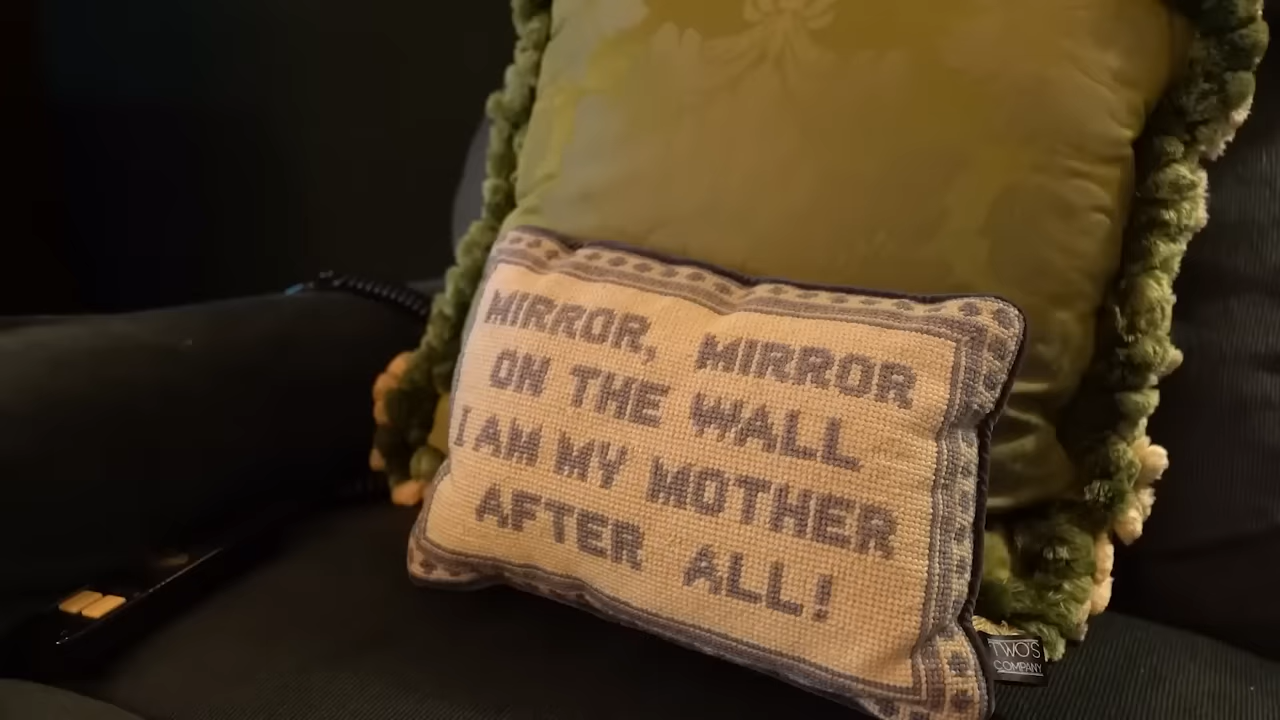 MIRROR, MIRROR
ON THE WALL
I AM MY MOTHER
AFTER ALL!
TWO'S
COMPANY